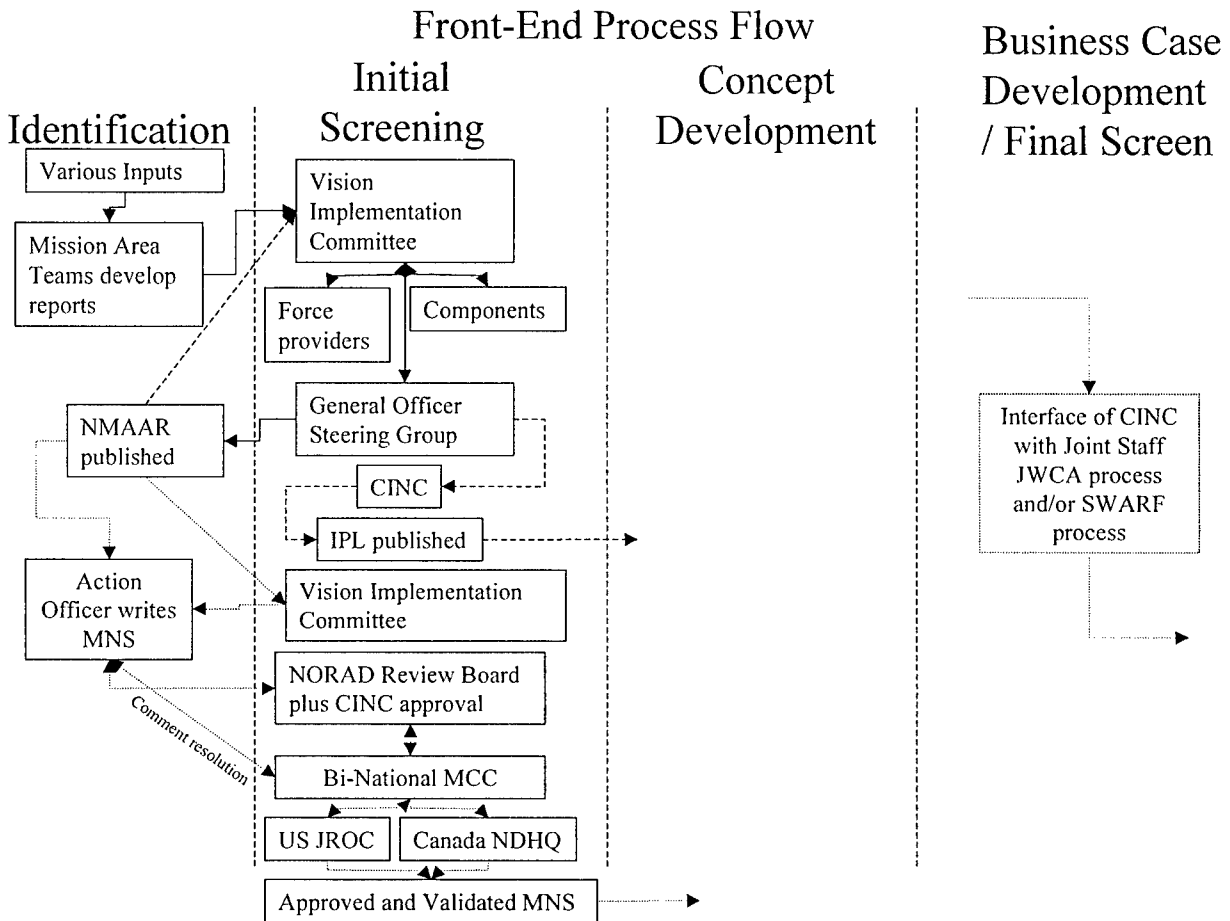 Front-End Process Flow
Identification
Initial
Screening
Concept
Development
Business Case
Development
/ Final Screen
Various Inputs
Mission Area
Teams develop
reports
Vision
Implementation
Committee
Force
providers
Components
General Officer
Steering Group
NMAAR
published
CINC
IPL published
Action
Officer writes
MNS
Vision Implementation
Committee
NORAD Review Board
plus CINC approval
Comment resolution
Bi-National MCC
US JROC
Canada NDHQ
Approved and Validated MNS
Interface of CINC
with Joint Staff
JWCA process
and/or SWARF
process